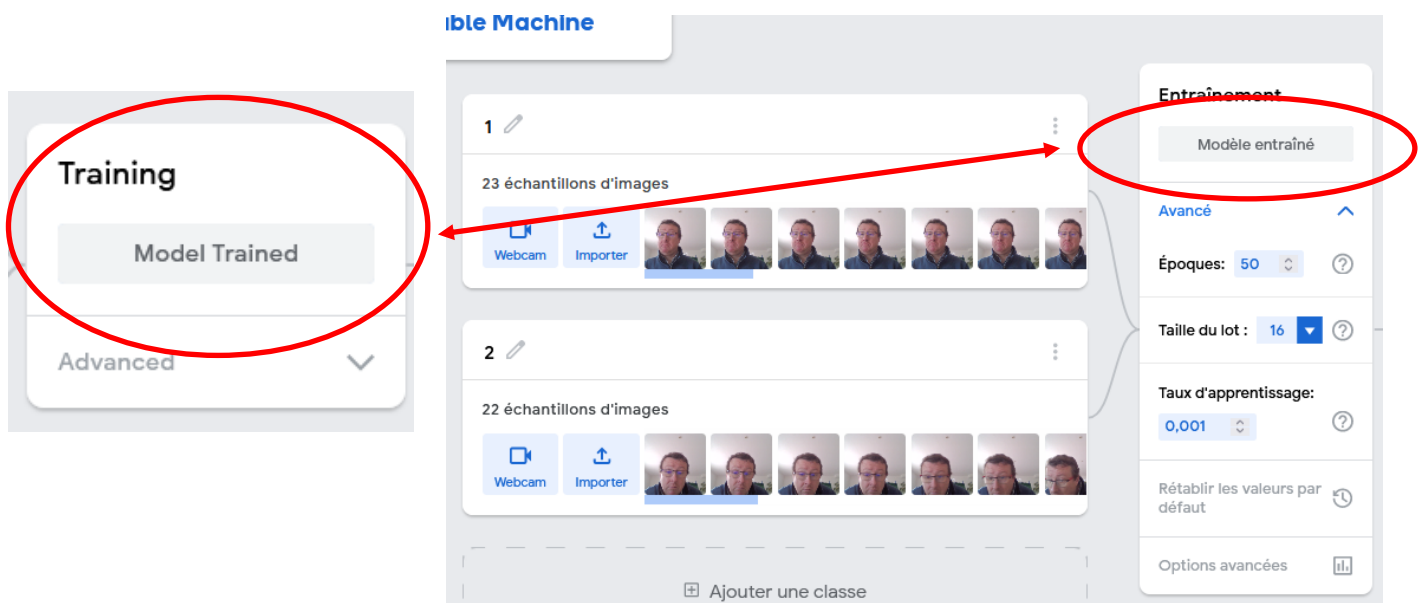 Training
Model Trained
Advanced
ble Machine
1
23 échantillons d'images
Webcam
Importer
2
22 échantillons d'images
Webcam
Importer
Ajouter une classe
Entraînement
Modèle entraîné
Avancé
Époques: 50
Taille du lot : 16
Taux d'apprentissage:
0,001
Rétablir les valeurs par
défaut
Options avancées